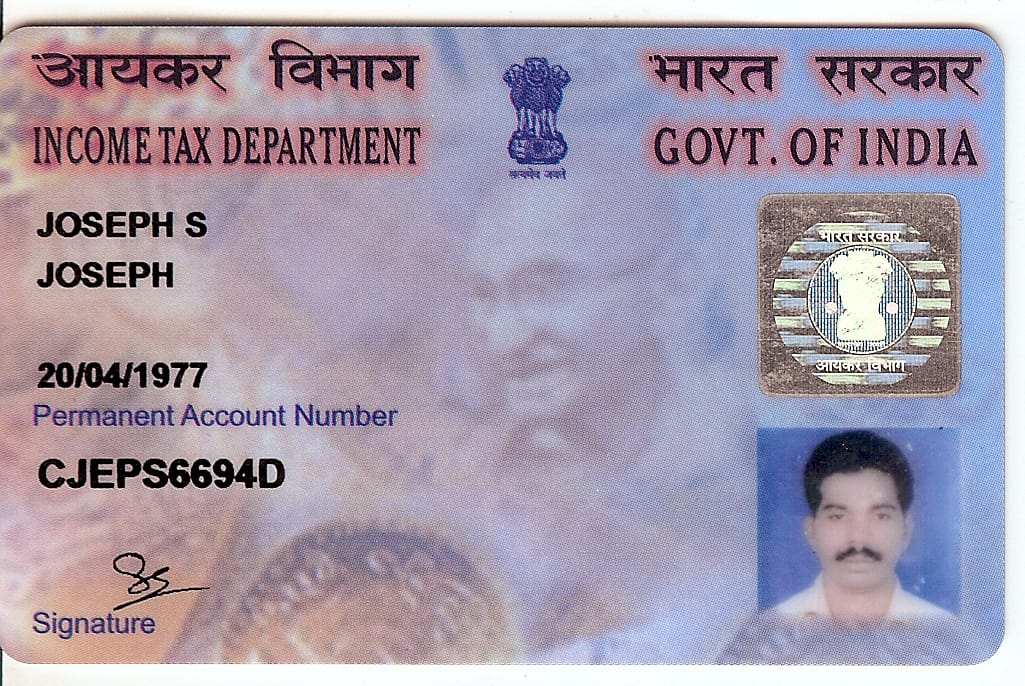 आयकर विभाग
भारत सरकार
INCOME TAX DEPARTMENT
GOVT. OF INDIA
सत्यमेव जयते
JOSEPH S
JOSEPH
20/04/1977
Permanent Account Number
CJEPS6694D
Signature
भारत सरकार
आयकर विभाग